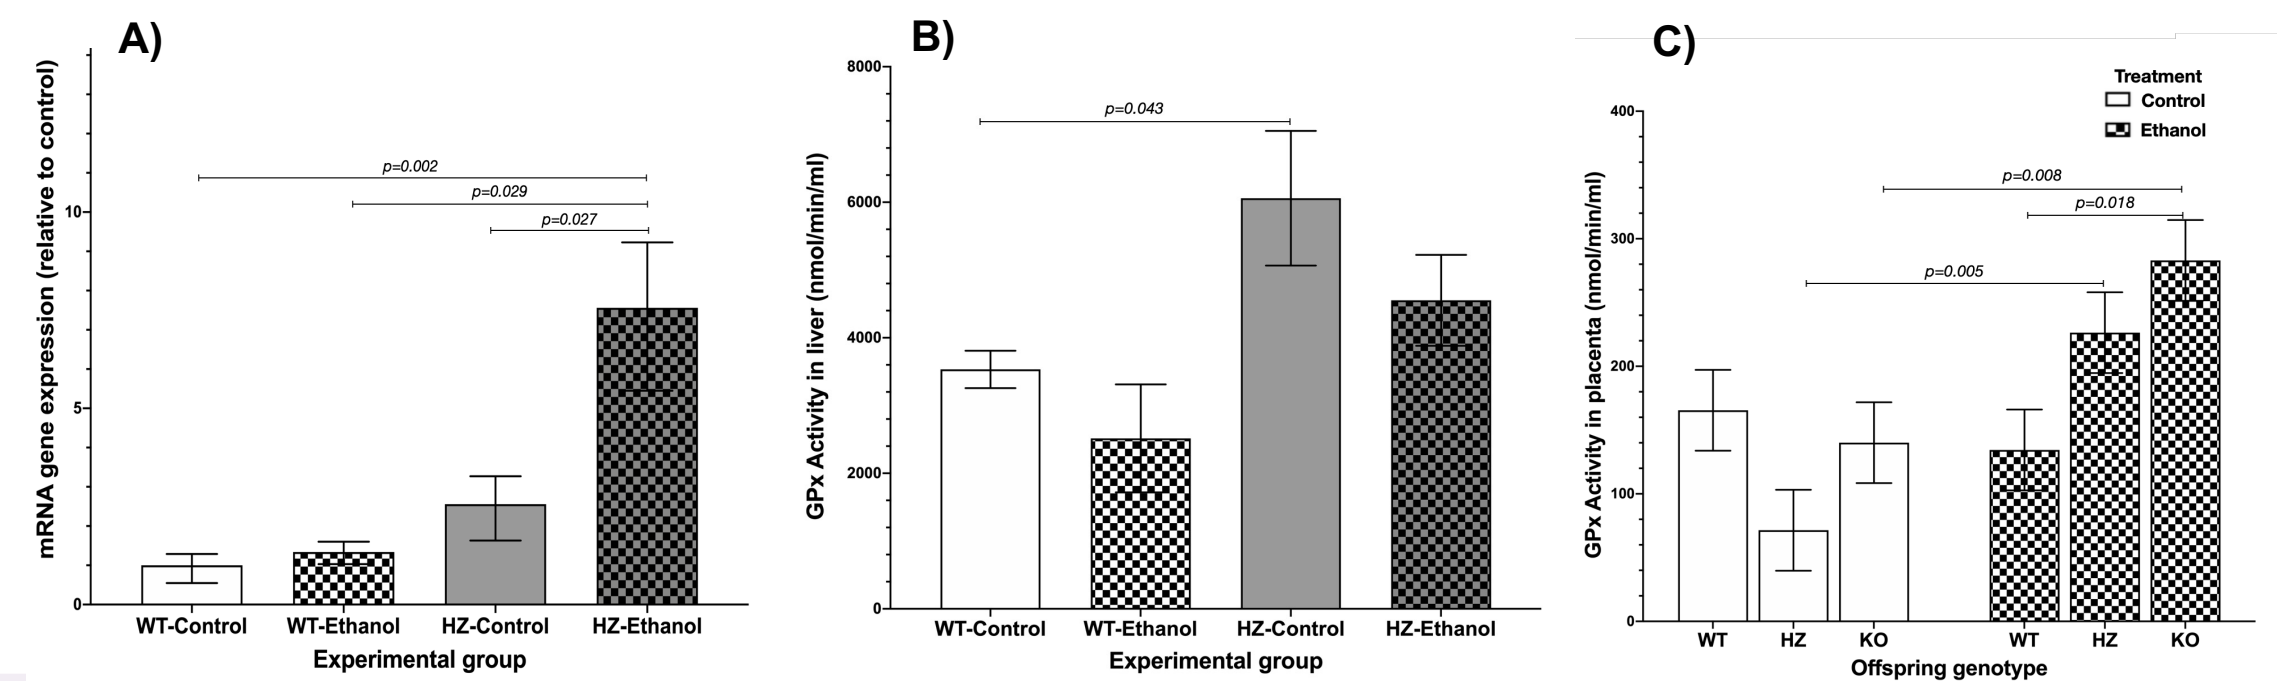 A)
mRNA gene expression (relative to control)
10
5
0
p=0.002
p=0.029
p=0.027
WT-Control
WT-Ethanol
HZ-Control
HZ-Ethanol
Experimental group
B)
GPx Activity in liver (nmol/min/ml)
8000
6000
4000
2000
0
p=0.043
WT-Control
WT-Ethanol
HZ-Control
HZ-Ethanol
Experimental group
C)
Treatment
Control
Ethanol
GPx Activity in placenta (nmol/min/ml)
400
300
200
100
0
p=0.008
p=0.018
p=0.005
WT
HZ
KO
WT
HZ
KO
Offspring genotype